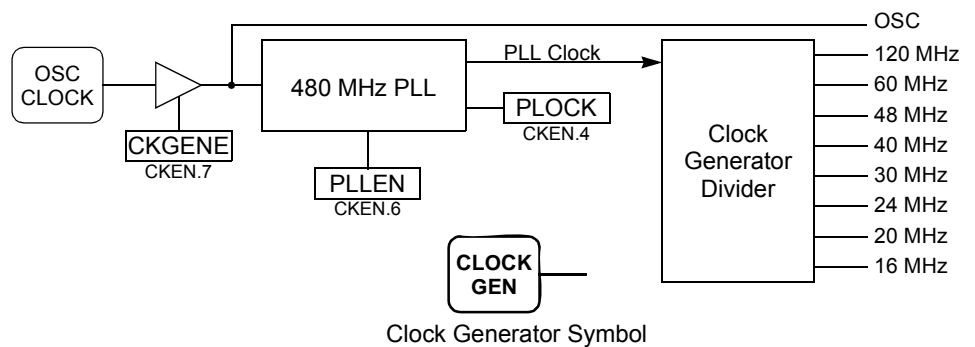 OSC
OSC
CLOCK
CKGENE
CKEN.7
480 MHz PLL
PLLEN
CKEN.6
PLL Clock
PLOCK
CKEN.4
Clock
Generator
Divider
120 MHz
60 MHz
48 MHz
40 MHz
30 MHz
24 MHz
20 MHz
16 MHz
CLOCK
GEN
Clock Generator Symbol